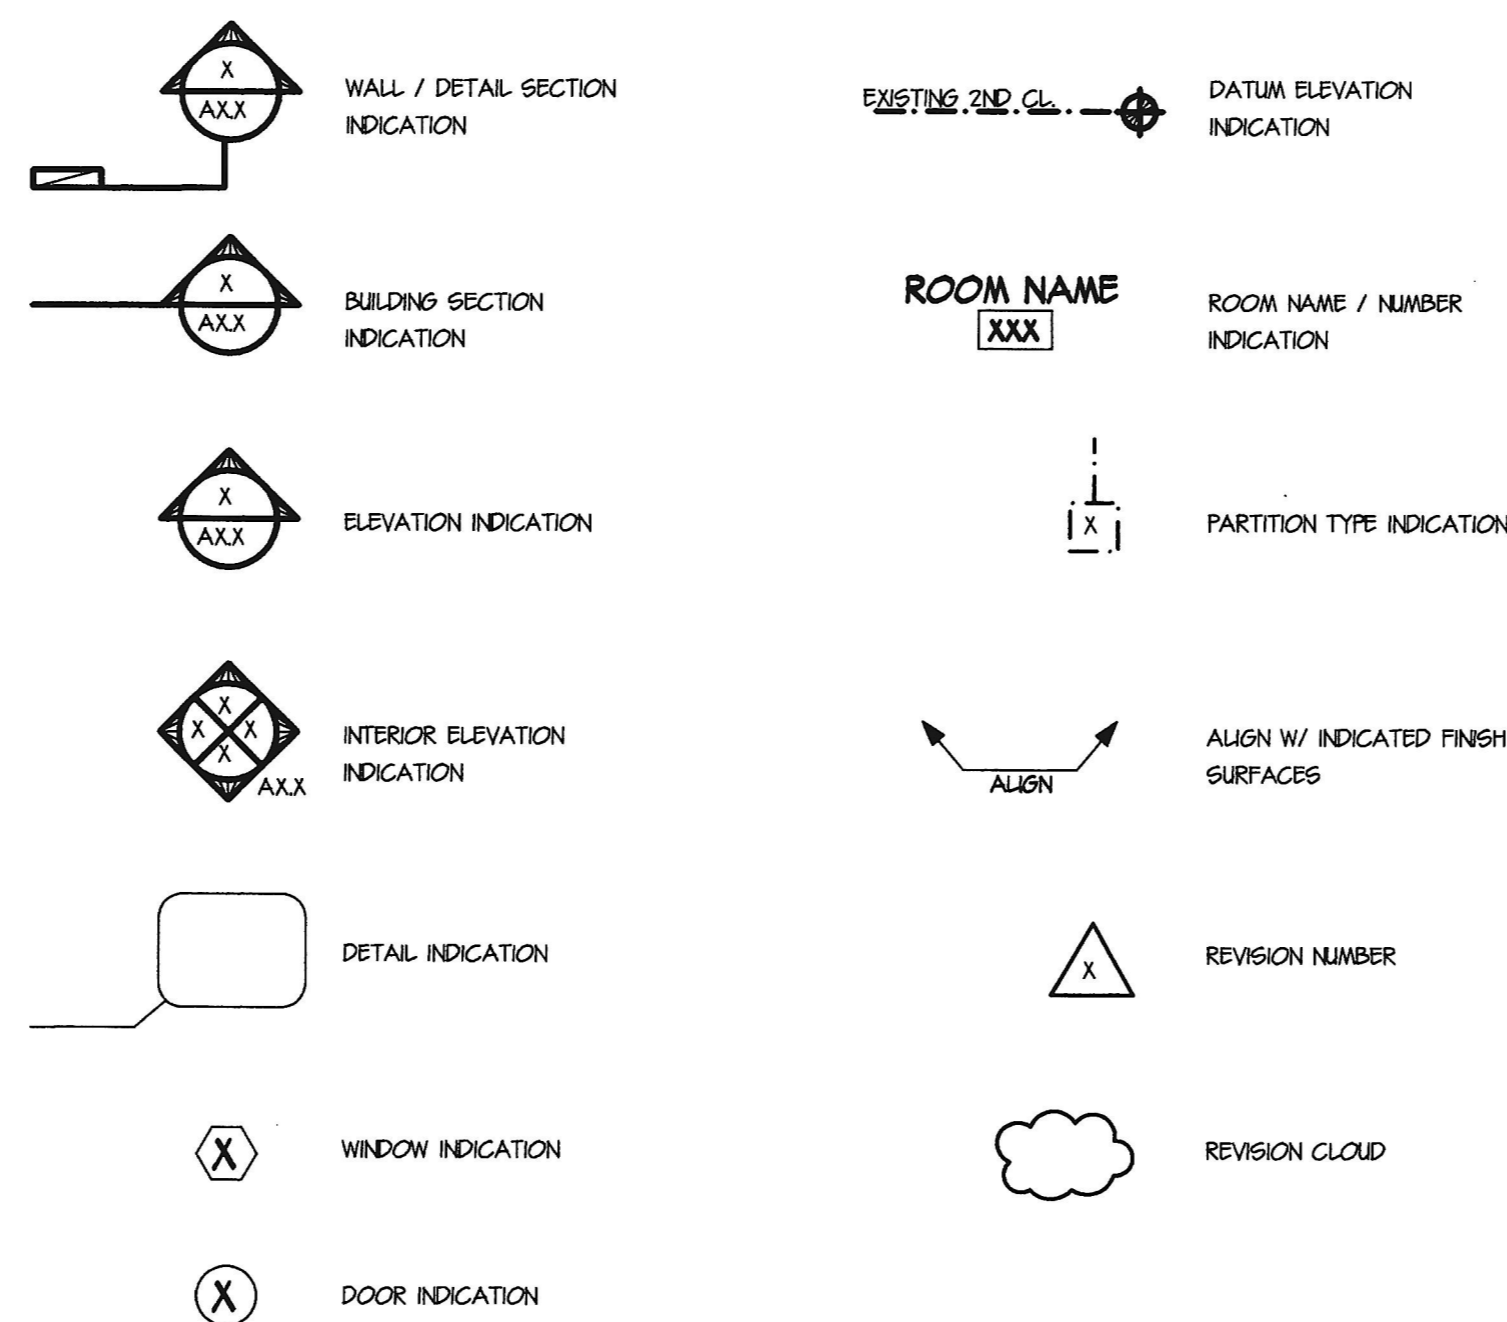 X
AX.X
WALL / DETAIL SECTION
INDICATION
X
AX.X
BUILDING SECTION
INDICATION
X
AX.X
ELEVATION INDICATION
X
X X
X
AX.X
INTERIOR ELEVATION
INDICATION
DETAIL INDICATION
X
WINDOW INDICATION
X
DOOR INDICATION
EXISTING 2ND CL.
DATUM ELEVATION
INDICATION
ROOM NAME
XXX
ROOM NAME / NUMBER
INDICATION
X
PARTITION TYPE INDICATION
ALIGN
ALIGN W/ INDICATED FINISH
SURFACES
X
REVISION NUMBER
REVISION CLOUD